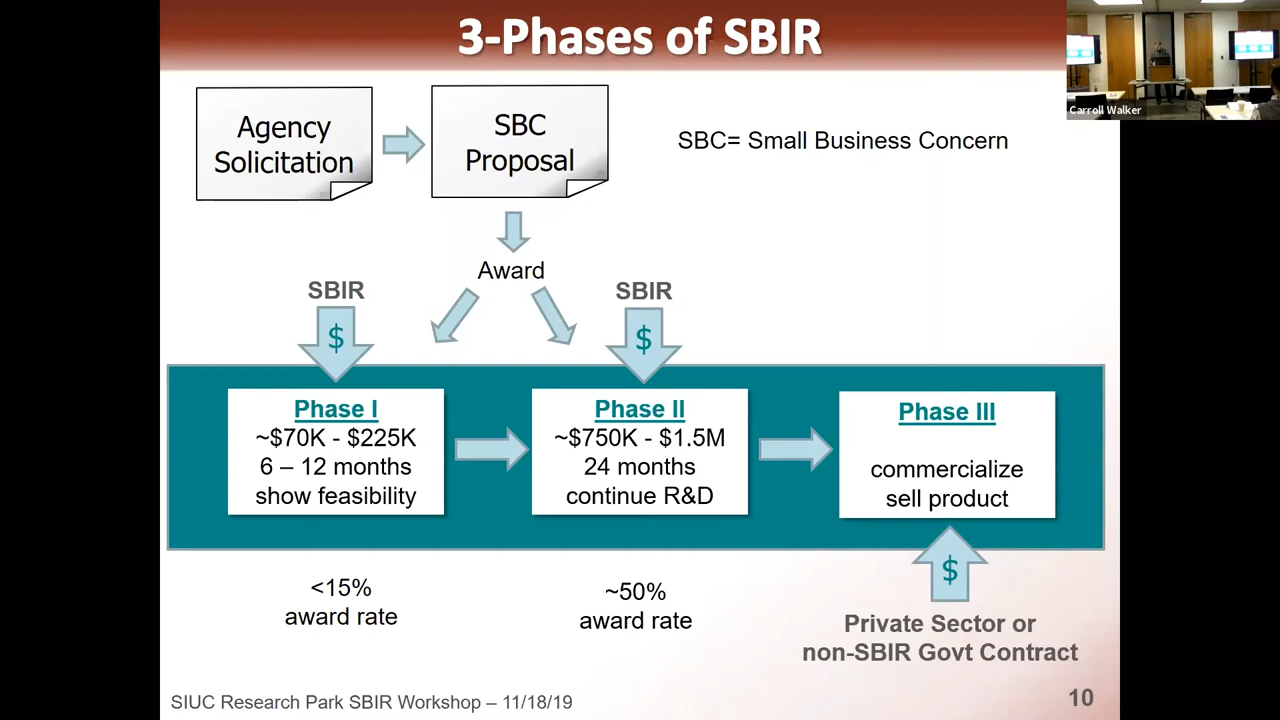 3-Phases of SBIR
Carroll Walker
Agency
Solicitation
SBC
Proposal
SBC= Small Business Concern
Award
SBIR
$
SBIR
$
Phase I
~$70K - $225K
6 – 12 months
show feasibility
Phase II
~$750K - $1.5M
24 months
continue R&D
Phase III
commercialize
sell product
<15%
award rate
~50%
award rate
$
Private Sector or
non-SBIR Govt Contract
SIUC Research Park SBIR Workshop – 11/18/19
10